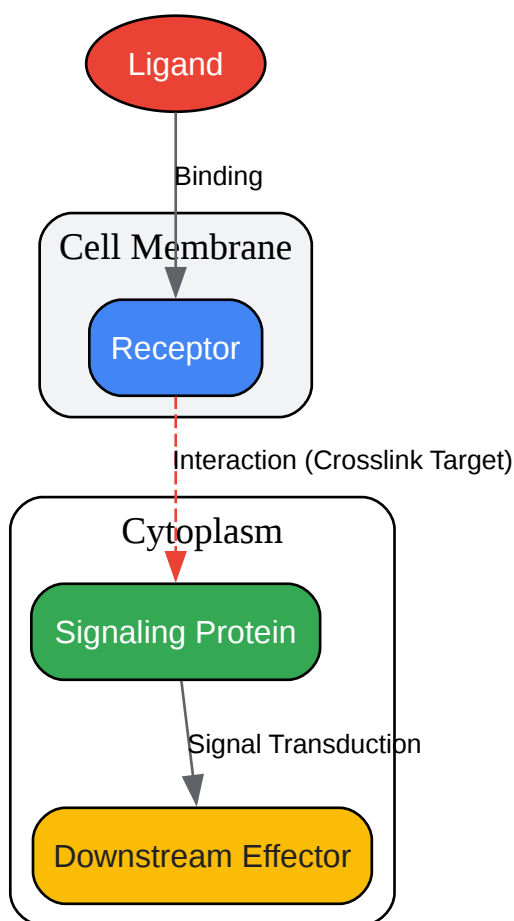 Ligand
Binding
Cell Membrane
Receptor
Interaction (Crosslink Target)
Cytoplasm
Signaling Protein
Signal Transduction
Downstream Effector